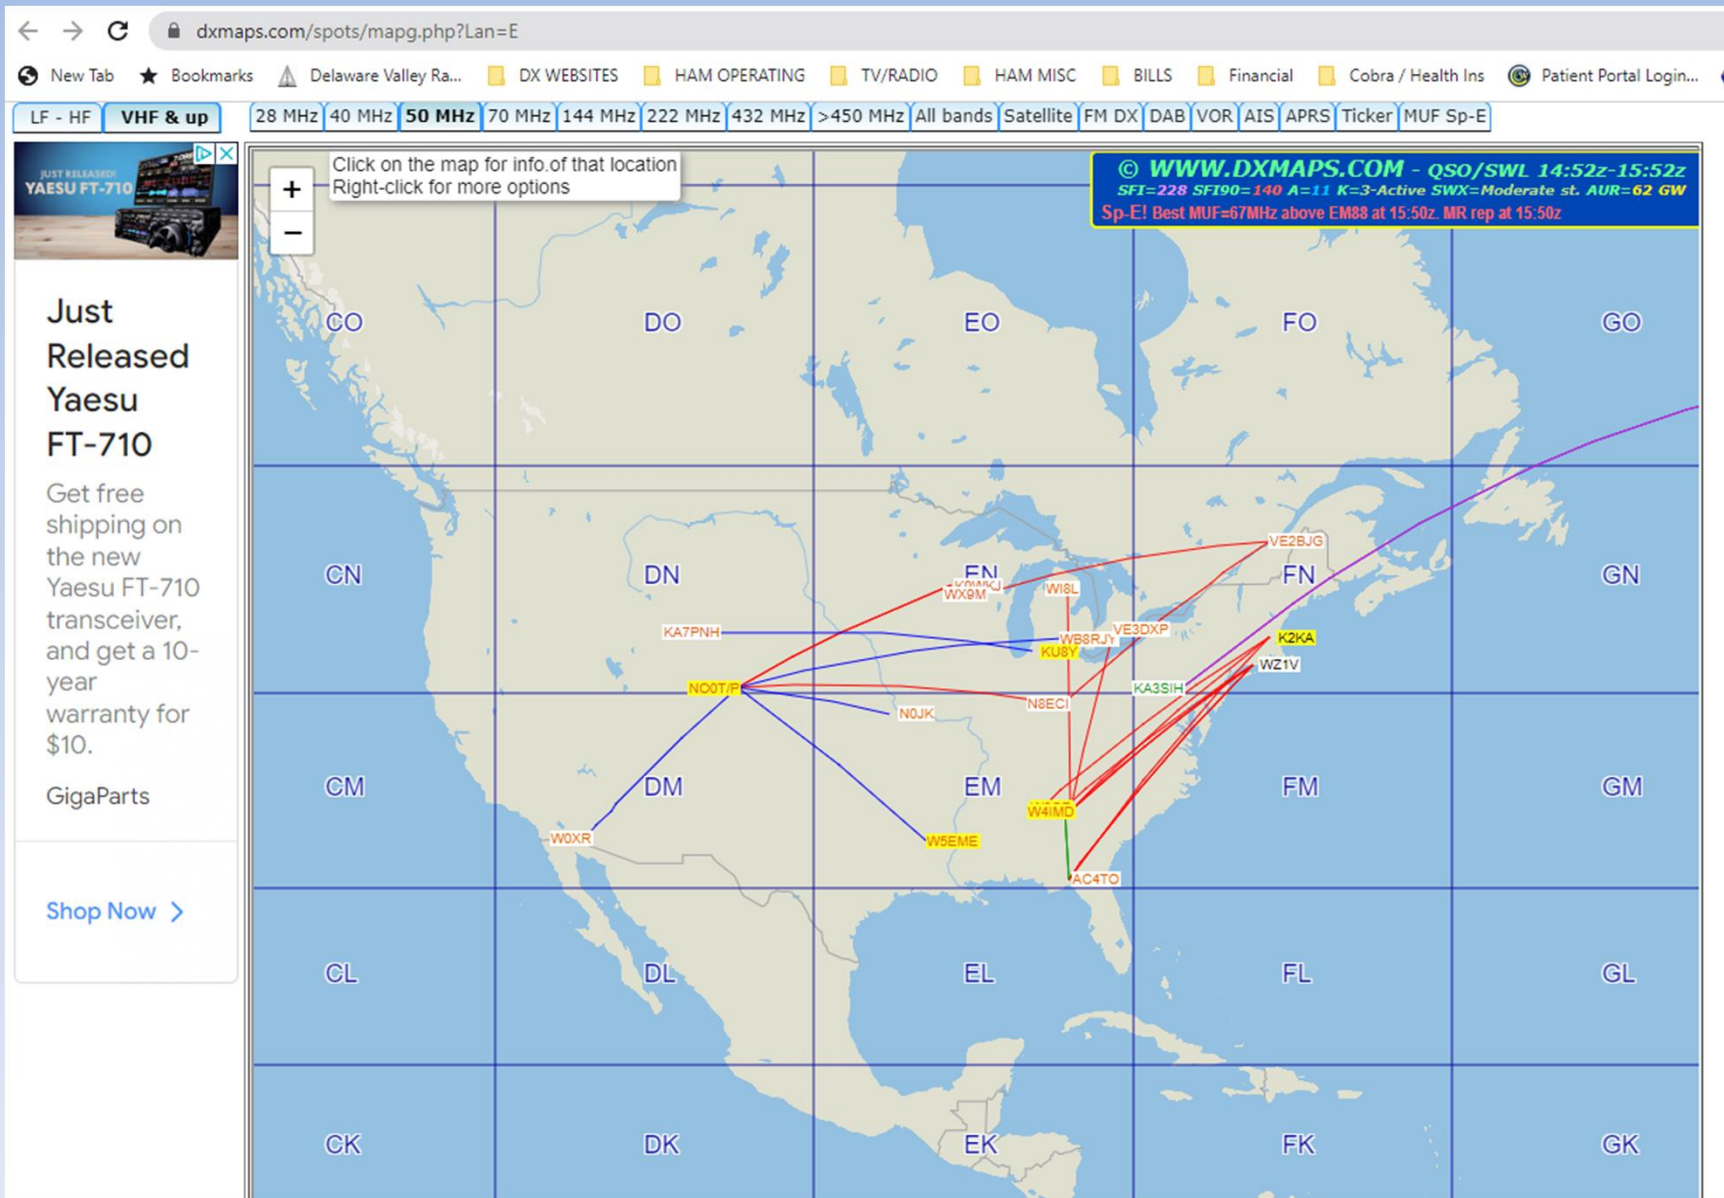 dxmaps.com/spots/mapg.php?Lan=E
New Tab Bookmarks Delaware Valley Ra... DX WEBSITES HAM OPERATING TV/RADIO HAM MISC BILLS Financial Cobra / Health Ins Patient Portal Login...
LF - HF VHF & up 28 MHz 40 MHz 50 MHz 70 MHz 144 MHz 222 MHz 432 MHz >450 MHz All bands Satellite FM DX DAB VOR AIS APRS Ticker MUF Sp-E
JUST RELEASED!
YAESU FT-710
Just
Released
Yaesu
FT-710
Get free
shipping on
the new
Yaesu FT-710
transceiver,
and get a 10-
year
warranty for
$10.
GigaParts
Shop Now
+
−
Click on the map for info.of that location
Right-click for more options
© WWW.DXMAPS.COM - QSO/SWL 14:52z-15:52z
SFI=228 SFI90=140 A=11 K=3-Active SWX=Moderate st. AUR=62 GW
Sp-E! Best MUF=67MHz above EM88 at 15:50z. MR rep at 15:50z
CO DO EO FO GO
VE2BJG
CN DN EN FN GN
K0WKJ
WX9M WI8L
KA7PNH WB8RJY VE3DXP K2KA
KU8Y WZ1V
NO0T/P KA3SIH
N0JK N8ECI
CM DM EM FM GM
W4IMD
W0XR W5EME
AC4TO
CL DL EL FL GL
CK DK EK FK GK